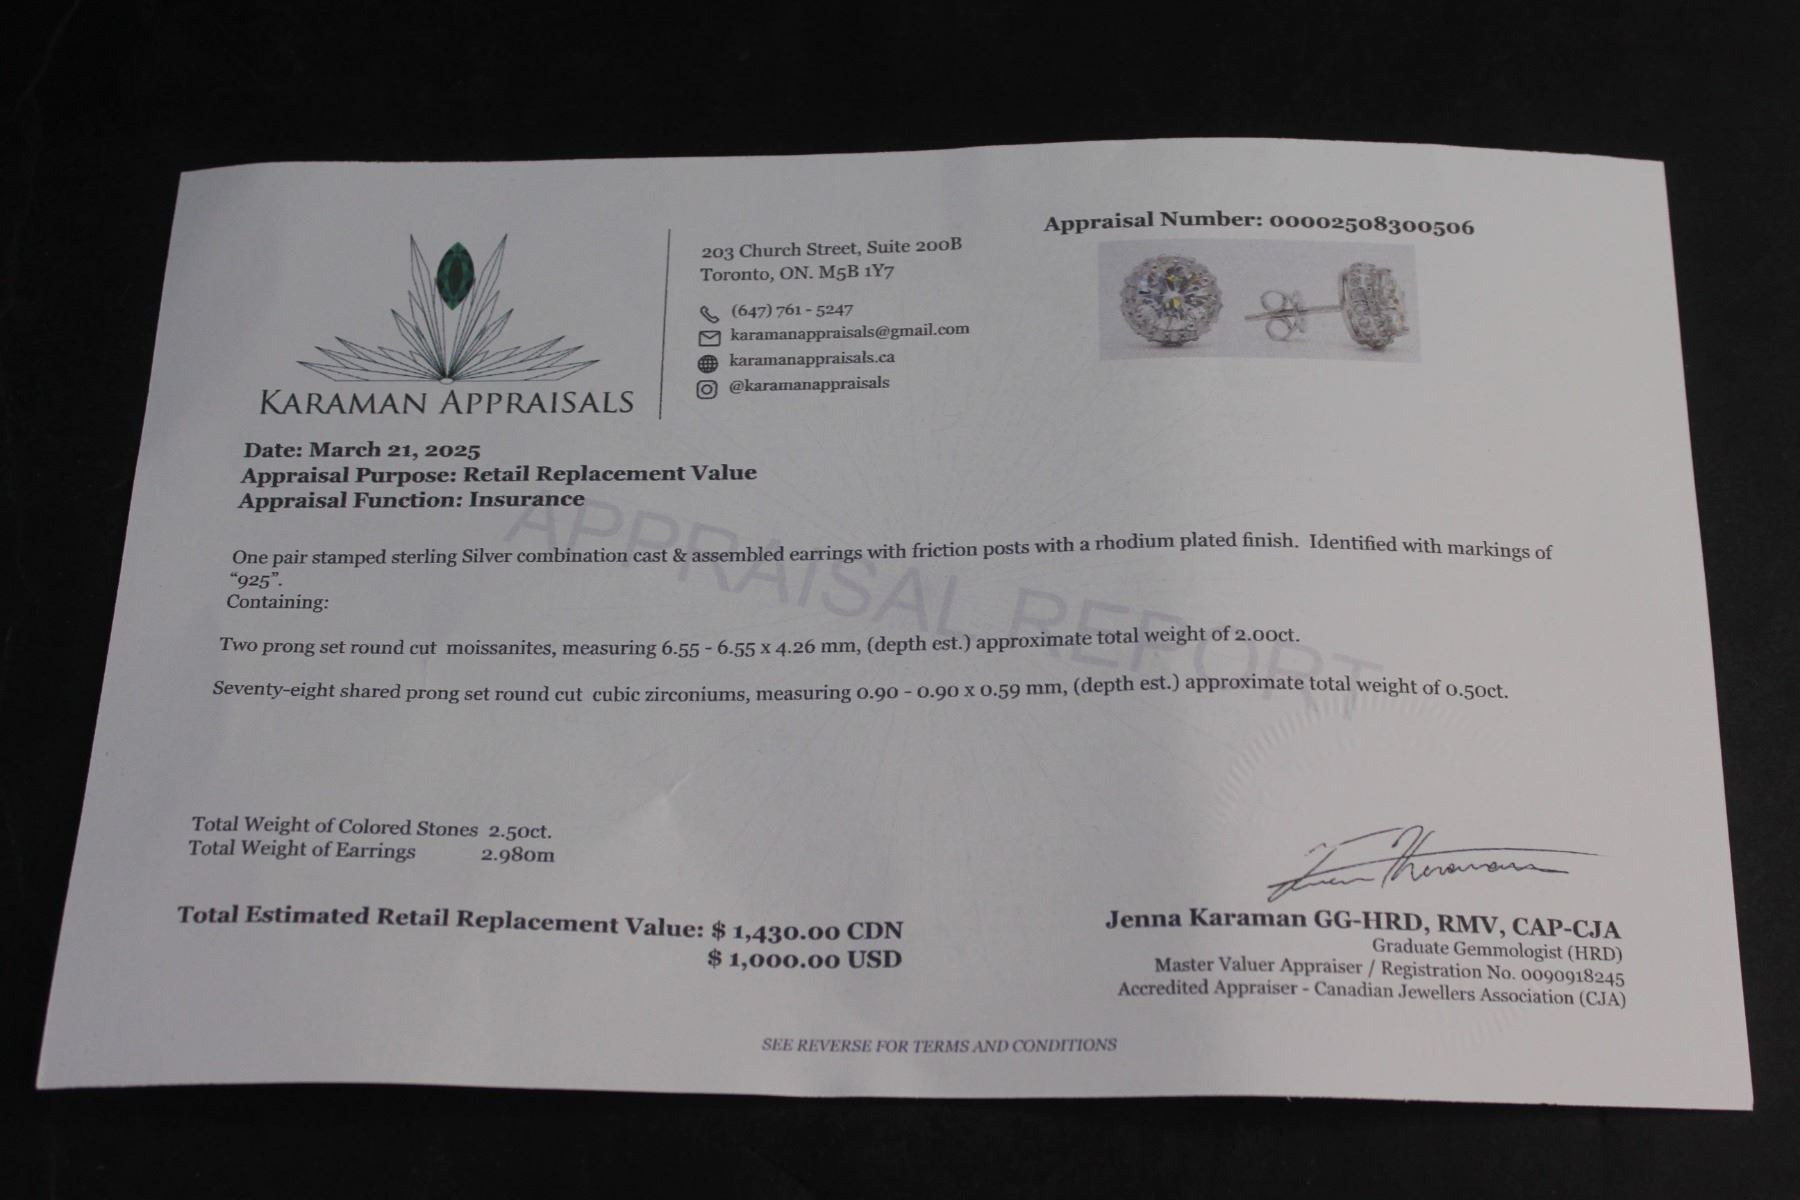 KARAMAN APPRAISALS
203 Church Street, Suite 200B
Toronto, ON. M5B 1Y7
(647) 761 - 5247
karamanappraisals@gmail.com
karamanappraisals.ca
@karamanappraisals
Appraisal Number: 00002508300506
Date: March 21, 2025
Appraisal Purpose: Retail Replacement Value
Appraisal Function: Insurance
APPRAISAL REPORT
One pair stamped sterling Silver combination cast & assembled earrings with friction posts with a rhodium plated finish. Identified with markings of
“925”.
Containing:
Two prong set round cut moissanites, measuring 6.55 - 6.55 x 4.26 mm, (depth est.) approximate total weight of 2.00ct.
Seventy-eight shared prong set round cut cubic zirconiums, measuring 0.90 - 0.90 x 0.59 mm, (depth est.) approximate total weight of 0.50ct.
Total Weight of Colored Stones 2.50ct.
Total Weight of Earrings 2.980m
Total Estimated Retail Replacement Value: $ 1,430.00 CDN
$ 1,000.00 USD
Jenna Karaman GG-HRD, RMV, CAP-CJA
Graduate Gemmologist (HRD)
Master Valuer Appraiser / Registration No. 0090918245
Accredited Appraiser - Canadian Jewellers Association (CJA)
SEE REVERSE FOR TERMS AND CONDITIONS